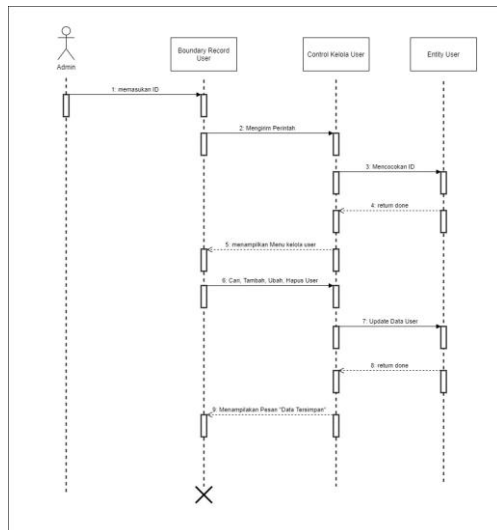 Admin
Boundary Record
User
Control Kelola User
Entity User
1: memasukan ID
2: Mengirim Perintah
3: Mencocokan ID
4: return done
5: menampilkan Menu kelola user
6: Cari, Tambah, Ubah, Hapus User
7: Update Data User
8: return done
9: Menampilakan Pesan "Data Tersimpan"